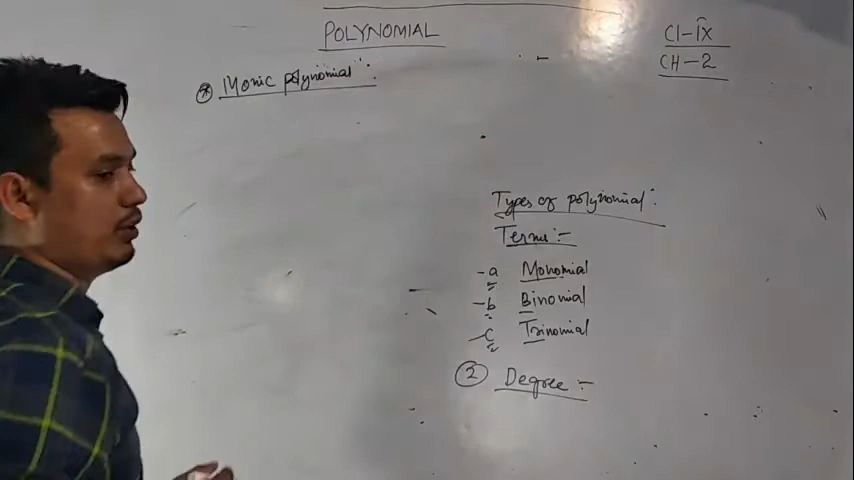 POLYNOMIAL
Cl-IX
CH-2
* Monic polynomial :
Types of polynomial :
Terms :-
- a Monomial
- b Binomial
- c Trinomial
2 Degree :-